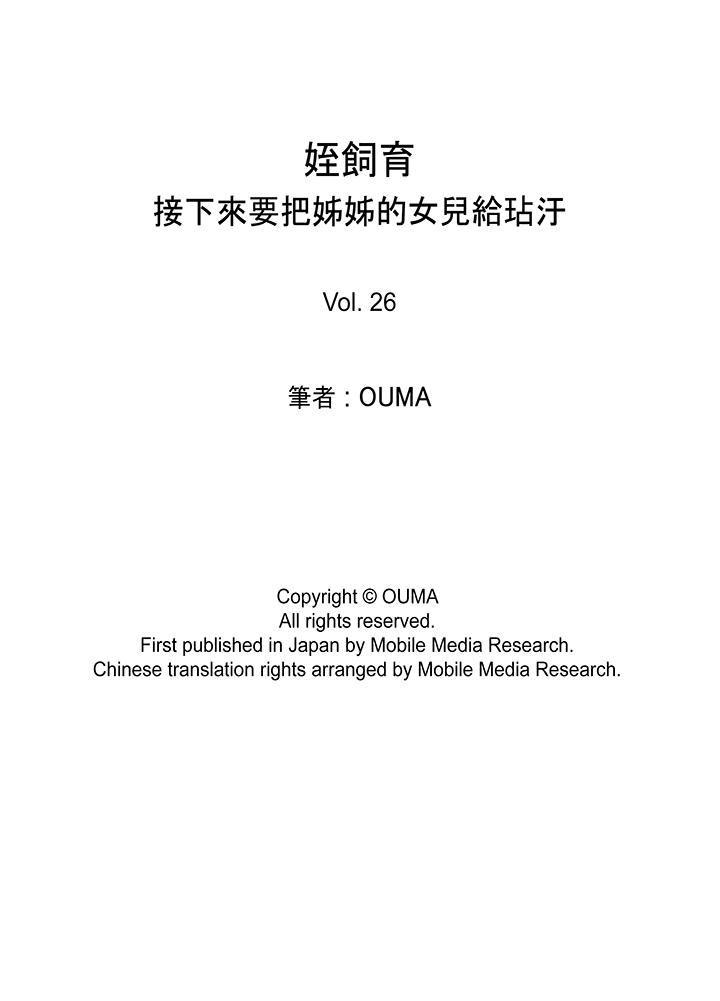 姪飼育
接下來要把姊姊的女兒給玷汙
Vol. 26
筆者 : OUMA
Copyright © OUMA
All rights reserved.
First published in Japan by Mobile Media Research.
Chinese translation rights arranged by Mobile Media Research.